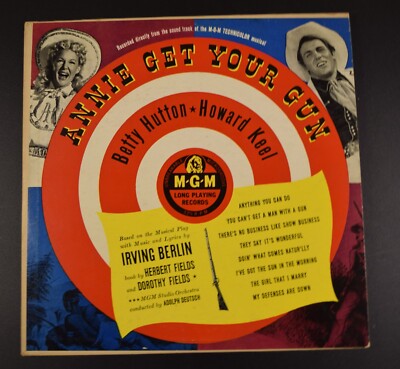 Recorded directly from the sound track of the M-G-M TECHNICOLOR musical
ANNIE GET YOUR GUN
Betty Hutton ★ Howard Keel
M-G-M
LONG PLAYING
RECORDS
Based on the Musical Play
with Music and Lyrics by
IRVING BERLIN
book by HERBERT FIELDS
and DOROTHY FIELDS ★
★★★ MGM Studio Orchestra
conducted by ADOLPH DEUTSCH
ANYTHING YOU CAN DO
YOU CAN'T GET A MAN WITH A GUN
THERE'S NO BUSINESS LIKE SHOW BUSINESS
THEY SAY IT'S WONDERFUL
DOIN' WHAT COMES NATUR'LLY
I'VE GOT THE SUN IN THE MORNING
THE GIRL THAT I MARRY
MY DEFENSES ARE DOWN